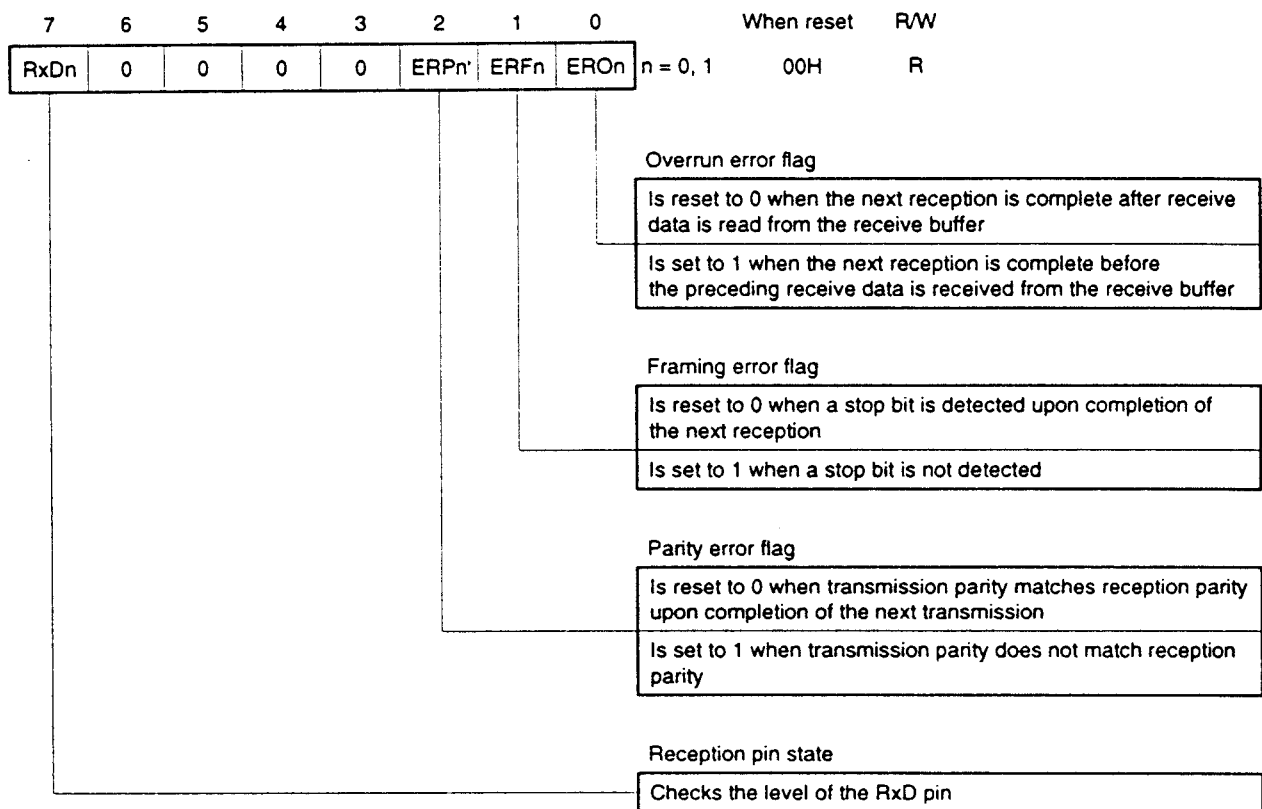 7 6 5 4 3 2 1 0 When reset R/W
RxDn 0 0 0 0 ERPn' ERFn EROn n = 0, 1 00H R
Overrun error flag
Is reset to 0 when the next reception is complete after receive
data is read from the receive buffer
Is set to 1 when the next reception is complete before
the preceding receive data is received from the receive buffer
Framing error flag
Is reset to 0 when a stop bit is detected upon completion of
the next reception
Is set to 1 when a stop bit is not detected
Parity error flag
Is reset to 0 when transmission parity matches reception parity
upon completion of the next transmission
Is set to 1 when transmission parity does not match reception
parity
Reception pin state
Checks the level of the RxD pin